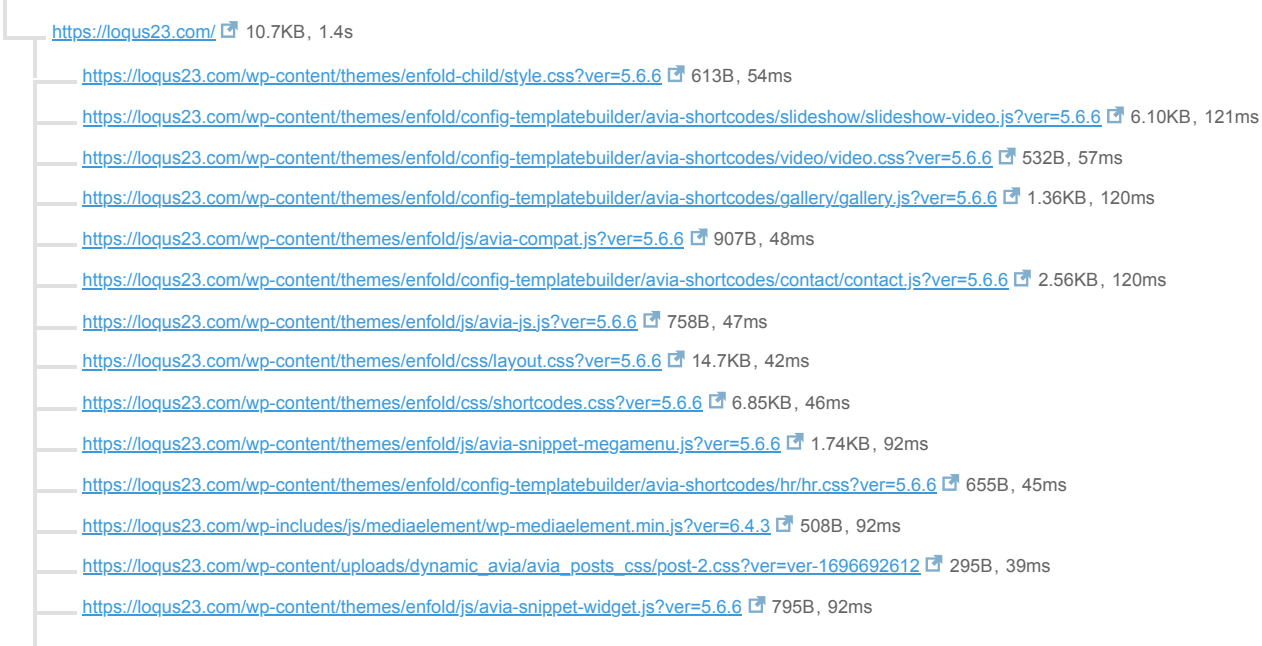 https://loqus23.com/ 10.7KB, 1.4s
https://loqus23.com/wp-content/themes/enfold-child/style.css?ver=5.6.6 613B, 54ms
https://loqus23.com/wp-content/themes/enfold/config-templatebuilder/avia-shortcodes/slideshow/slideshow-video.js?ver=5.6.6 6.10KB, 121ms
https://loqus23.com/wp-content/themes/enfold/config-templatebuilder/avia-shortcodes/video/video.css?ver=5.6.6 532B, 57ms
https://loqus23.com/wp-content/themes/enfold/config-templatebuilder/avia-shortcodes/gallery/gallery.js?ver=5.6.6 1.36KB, 120ms
https://loqus23.com/wp-content/themes/enfold/js/avia-compat.js?ver=5.6.6 907B, 48ms
https://loqus23.com/wp-content/themes/enfold/config-templatebuilder/avia-shortcodes/contact/contact.js?ver=5.6.6 2.56KB, 120ms
https://loqus23.com/wp-content/themes/enfold/js/avia-js.js?ver=5.6.6 758B, 47ms
https://loqus23.com/wp-content/themes/enfold/css/layout.css?ver=5.6.6 14.7KB, 42ms
https://loqus23.com/wp-content/themes/enfold/css/shortcodes.css?ver=5.6.6 6.85KB, 46ms
https://loqus23.com/wp-content/themes/enfold/js/avia-snippet-megamenu.js?ver=5.6.6 1.74KB, 92ms
https://loqus23.com/wp-content/themes/enfold/config-templatebuilder/avia-shortcodes/hr/hr.css?ver=5.6.6 655B, 45ms
https://loqus23.com/wp-includes/js/mediaelement/wp-mediaelement.min.js?ver=6.4.3 508B, 92ms
https://loqus23.com/wp-content/uploads/dynamic_avia/avia_posts_css/post-2.css?ver=ver-1696692612 295B, 39ms
https://loqus23.com/wp-content/themes/enfold/js/avia-snippet-widget.js?ver=5.6.6 795B, 92ms